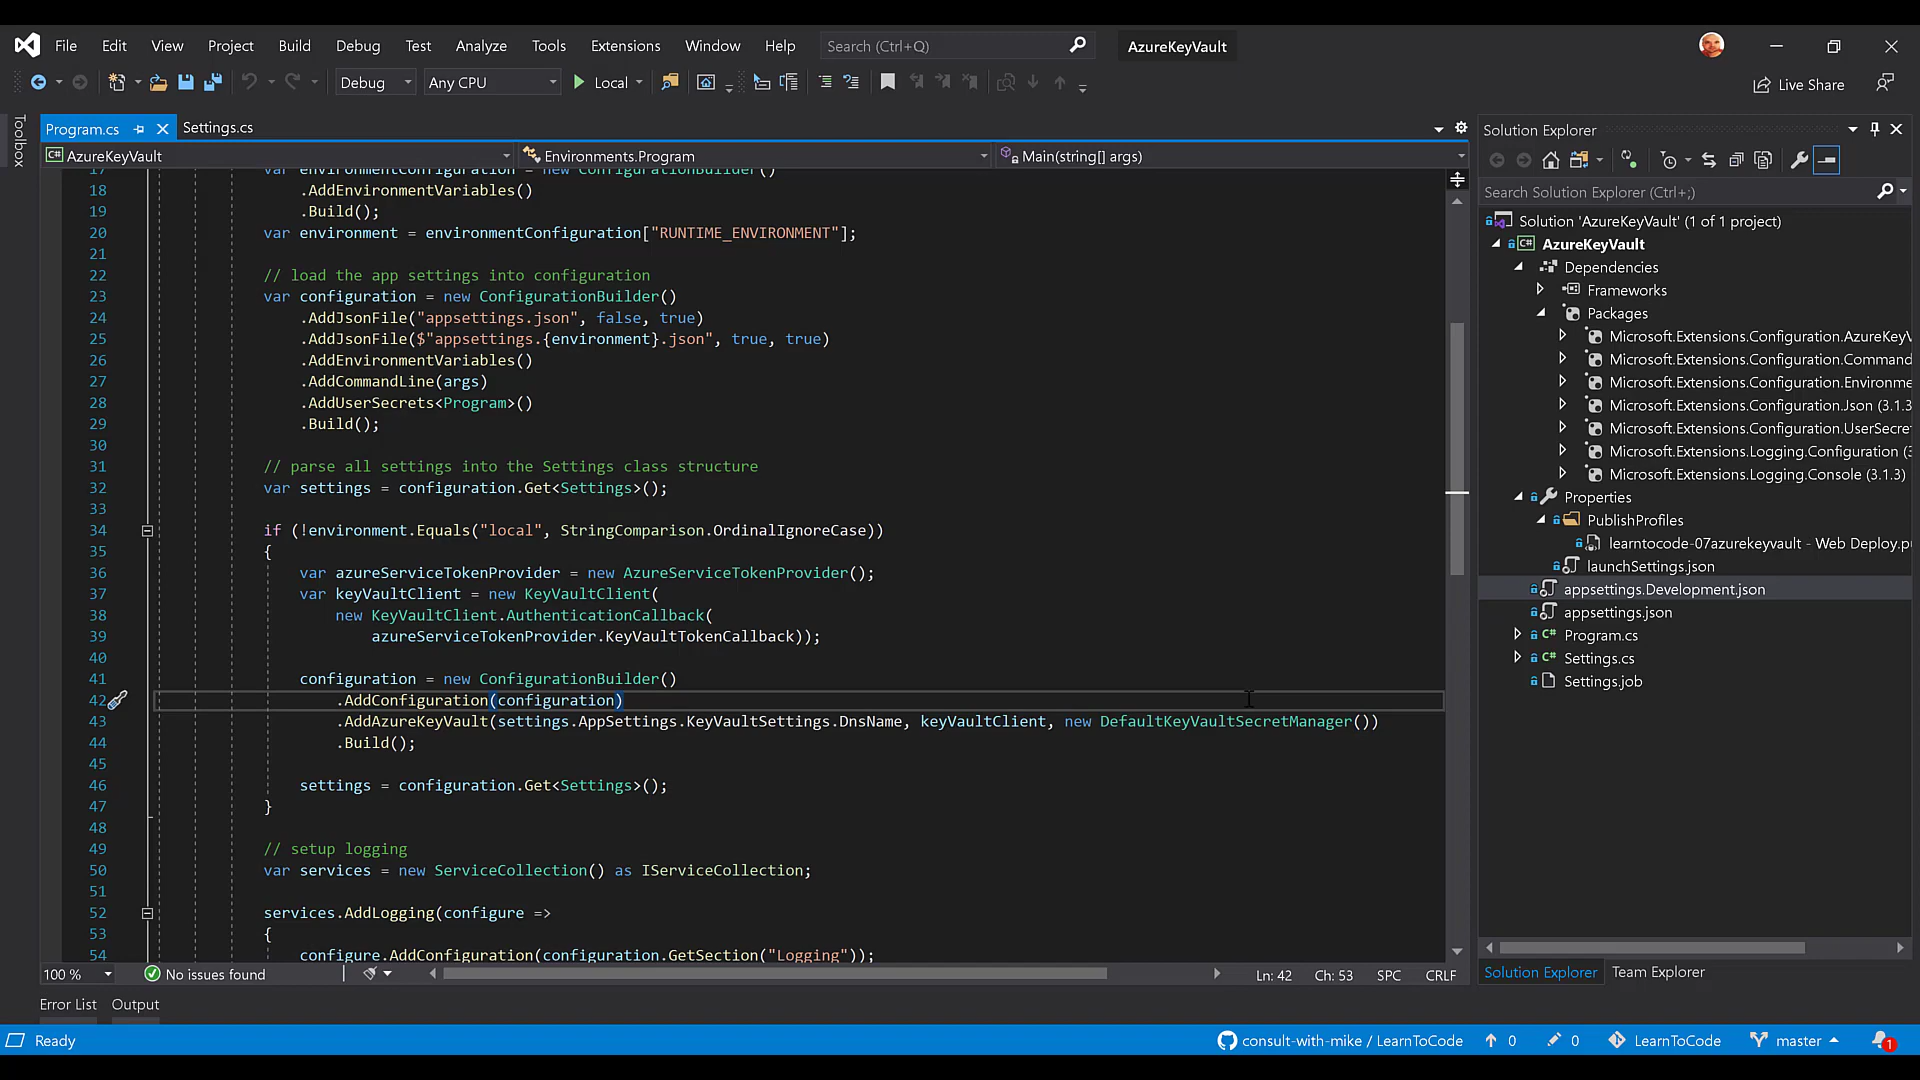 File Edit View Project Build Debug Test Analyze Tools Extensions Window Help Search (Ctrl+Q) AzureKeyVault
Debug Any CPU Local Live Share
Toolbox
Program.cs Settings.cs
AzureKeyVault Environments.Program Main(string[] args)
17 var environmentConfiguration = new ConfigurationBuilder()
18 .AddEnvironmentVariables()
19 .Build();
20 var environment = environmentConfiguration["RUNTIME_ENVIRONMENT"];
21
22 // load the app settings into configuration
23 var configuration = new ConfigurationBuilder()
24 .AddJsonFile("appsettings.json", false, true)
25 .AddJsonFile($"appsettings.{environment}.json", true, true)
26 .AddEnvironmentVariables()
27 .AddCommandLine(args)
28 .AddUserSecrets<Program>()
29 .Build();
30
31 // parse all settings into the Settings class structure
32 var settings = configuration.Get<Settings>();
33
34 if (!environment.Equals("local", StringComparison.OrdinalIgnoreCase))
35 {
36 var azureServiceTokenProvider = new AzureServiceTokenProvider();
37 var keyVaultClient = new KeyVaultClient(
38 new KeyVaultClient.AuthenticationCallback(
39 azureServiceTokenProvider.KeyVaultTokenCallback));
40
41 configuration = new ConfigurationBuilder()
42 .AddConfiguration(configuration)
43 .AddAzureKeyVault(settings.AppSettings.KeyVaultSettings.DnsName, keyVaultClient, new DefaultKeyVaultSecretManager())
44 .Build();
45
46 settings = configuration.Get<Settings>();
47 }
48
49 // setup logging
50 var services = new ServiceCollection() as IServiceCollection;
51
52 services.AddLogging(configure =>
53 {
54 configure.AddConfiguration(configuration.GetSection("Logging"));
100 % No issues found Ln: 42 Ch: 53 SPC CRLF
Error List Output
Solution Explorer
Search Solution Explorer (Ctrl+;)
Solution 'AzureKeyVault' (1 of 1 project)
C# AzureKeyVault
Dependencies
Frameworks
Packages
Microsoft.Extensions.Configuration.AzureKeyV
Microsoft.Extensions.Configuration.Command
Microsoft.Extensions.Configuration.Environme
Microsoft.Extensions.Configuration.Json (3.1.3
Microsoft.Extensions.Configuration.UserSecre
Microsoft.Extensions.Logging.Configuration (3
Microsoft.Extensions.Logging.Console (3.1.3)
Properties
PublishProfiles
learntocode-07azurekeyvault - Web Deploy.pu
launchSettings.json
appsettings.Development.json
appsettings.json
C# Program.cs
C# Settings.cs
Settings.job
Solution Explorer Team Explorer
Ready consult-with-mike / LearnToCode 0 0 LearnToCode master 1